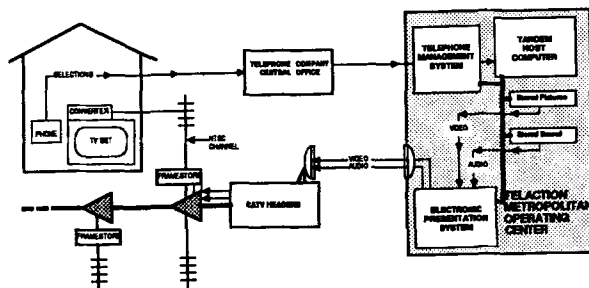 SELECTIONS
CONVERTER
PHONE
TV SET
TELEPHONE COMPANY
CENTRAL OFFICE
TELEPHONE
MANAGEMENT
SYSTEM
TANDEM
HOST
COMPUTER
Stored Pictures
VIDEO
Stored Sound
AUDIO
NTSC
CHANNEL
VIDEO
AUDIO
FRAMESTORE
CATV HEADEND
FRAMESTORE
ELECTRONIC
PRESENTATION
SYSTEM
TELACTION
METROPOLITAN
OPERATING
CENTER